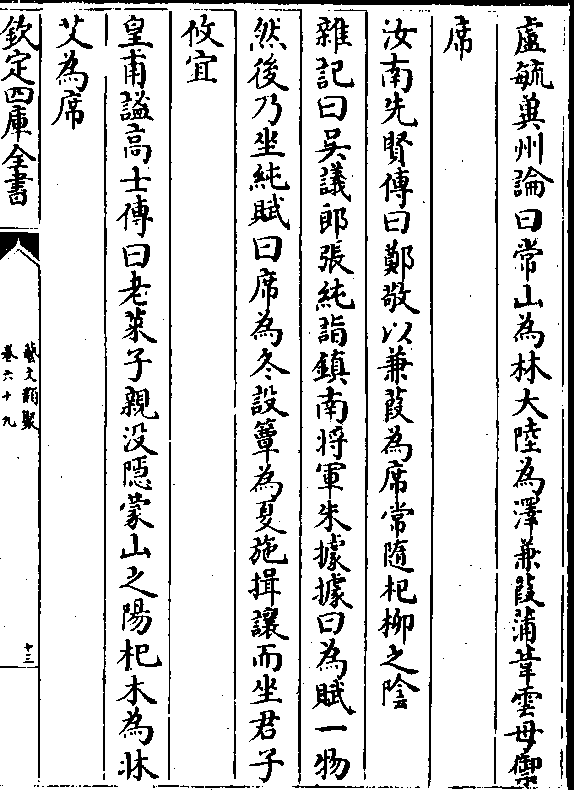 盧毓冀州論曰常山為林大陸為澤蒹葭蒲葦雲母禦
席
汝南先賢傳曰鄭敬以蒹葭為席常隨杞柳之陰
雜記曰吳議郎張純詣鎮南将軍朱據據曰為賦一物
然後乃坐純賦曰席為冬設簟為夏施揖讓而坐君子
攸宜
皇甫謐高士傳曰老萊子親没隱蒙山之陽杞木為牀
艾為席
欽定四庫全書
藝文類聚
卷六十九
十三